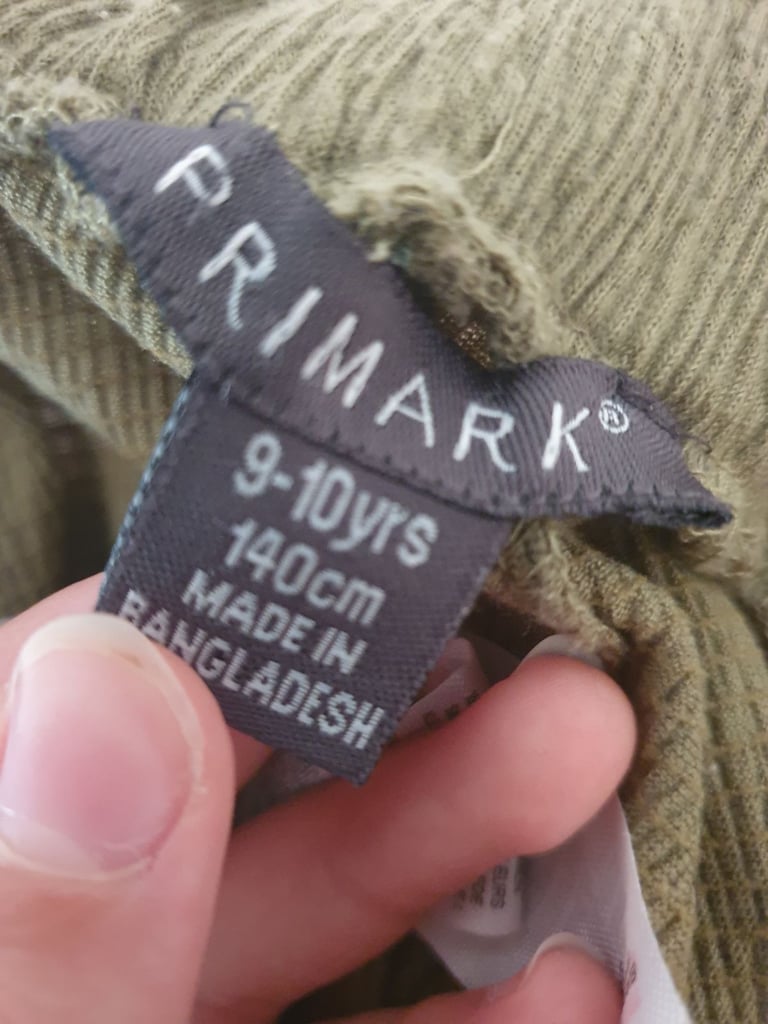 PRIMARK®
9-10yrs
140cm
MADE IN
BANGLADESH